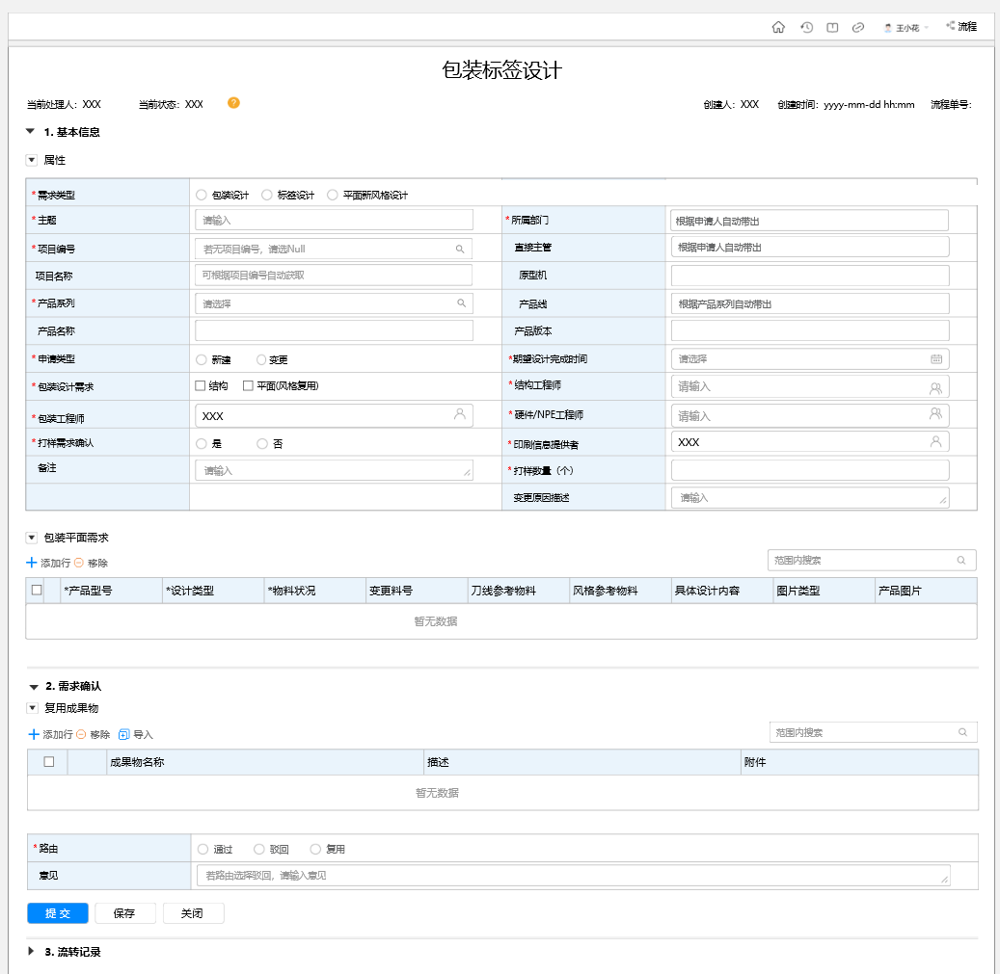 王小花 流程
包装标签设计
当前处理人：XXX 当前状态：XXX ? 创建人：XXX 创建时间：yyyy-mm-dd hh:mm 流程单号：
1. 基本信息
属性
*需求类型 包装设计 标签设计 平面新风格设计
*主题 请输入 *所属部门 根据申请人自动带出
*项目编号 若无项目编号，请选Null 直接主管 根据申请人自动带出
项目名称 可根据项目编号自动获取 原型机
*产品系列 请选择 产品线 根据产品系列自动带出
产品名称 产品版本
*申请类型 新建 变更 *期望设计完成时间 请选择
*包装设计需求 结构 平面(风格复用) *结构工程师 请输入
*包装工程师 XXX *硬件/NPE工程师 请输入
*打样需求确认 是 否 *印刷信息提供者 XXX
备注 请输入 *打样数量（个）
变更原因描述 请输入
包装平面需求
添加行 移除 范围内搜索
*产品型号 *设计类型 *物料状况 变更料号 刀线参考物料 风格参考物料 具体设计内容 图片类型 产品图片
暂无数据
2. 需求确认
复用成果物
添加行 移除 导入 范围内搜索
成果物名称 描述 附件
暂无数据
*路由 通过 驳回 复用
意见 若路由选择驳回，请输入意见
提 交 保存 关闭
3. 流转记录